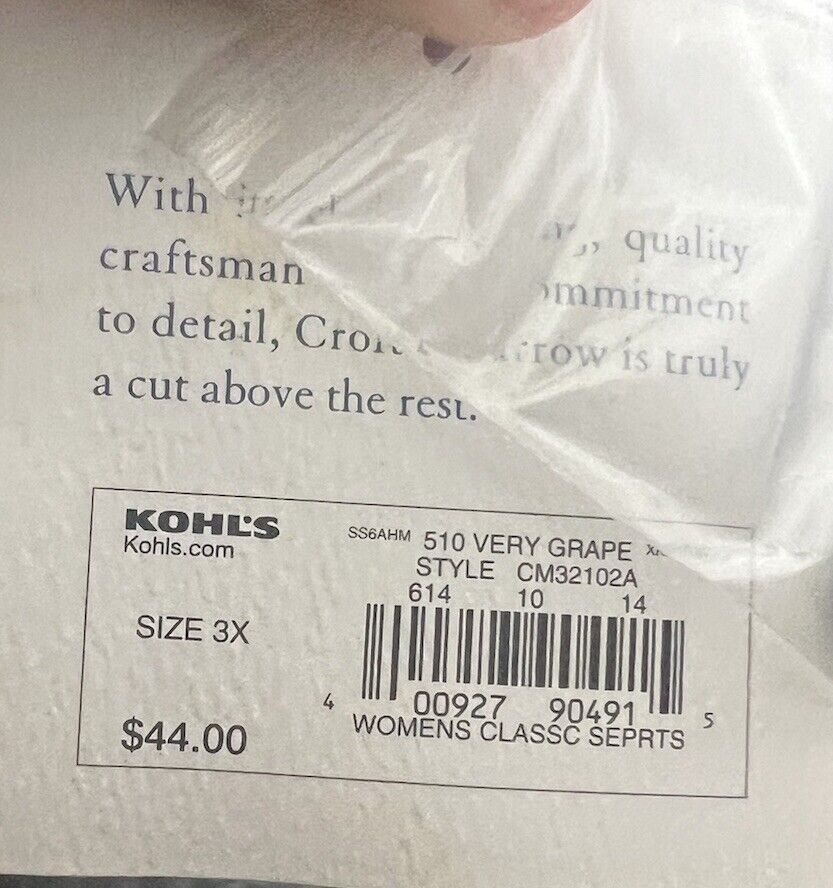 With
quality
craftsman
mmitment
to detail, Cro row is truly
a cut above the rest.
KOHL'S
Kohls.com
SS6AHM 510 VERY GRAPE
STYLE CM32102A
614 10 14
SIZE 3X
4 00927 90491 5
WOMENS CLASSC SEPRTS
$44.00